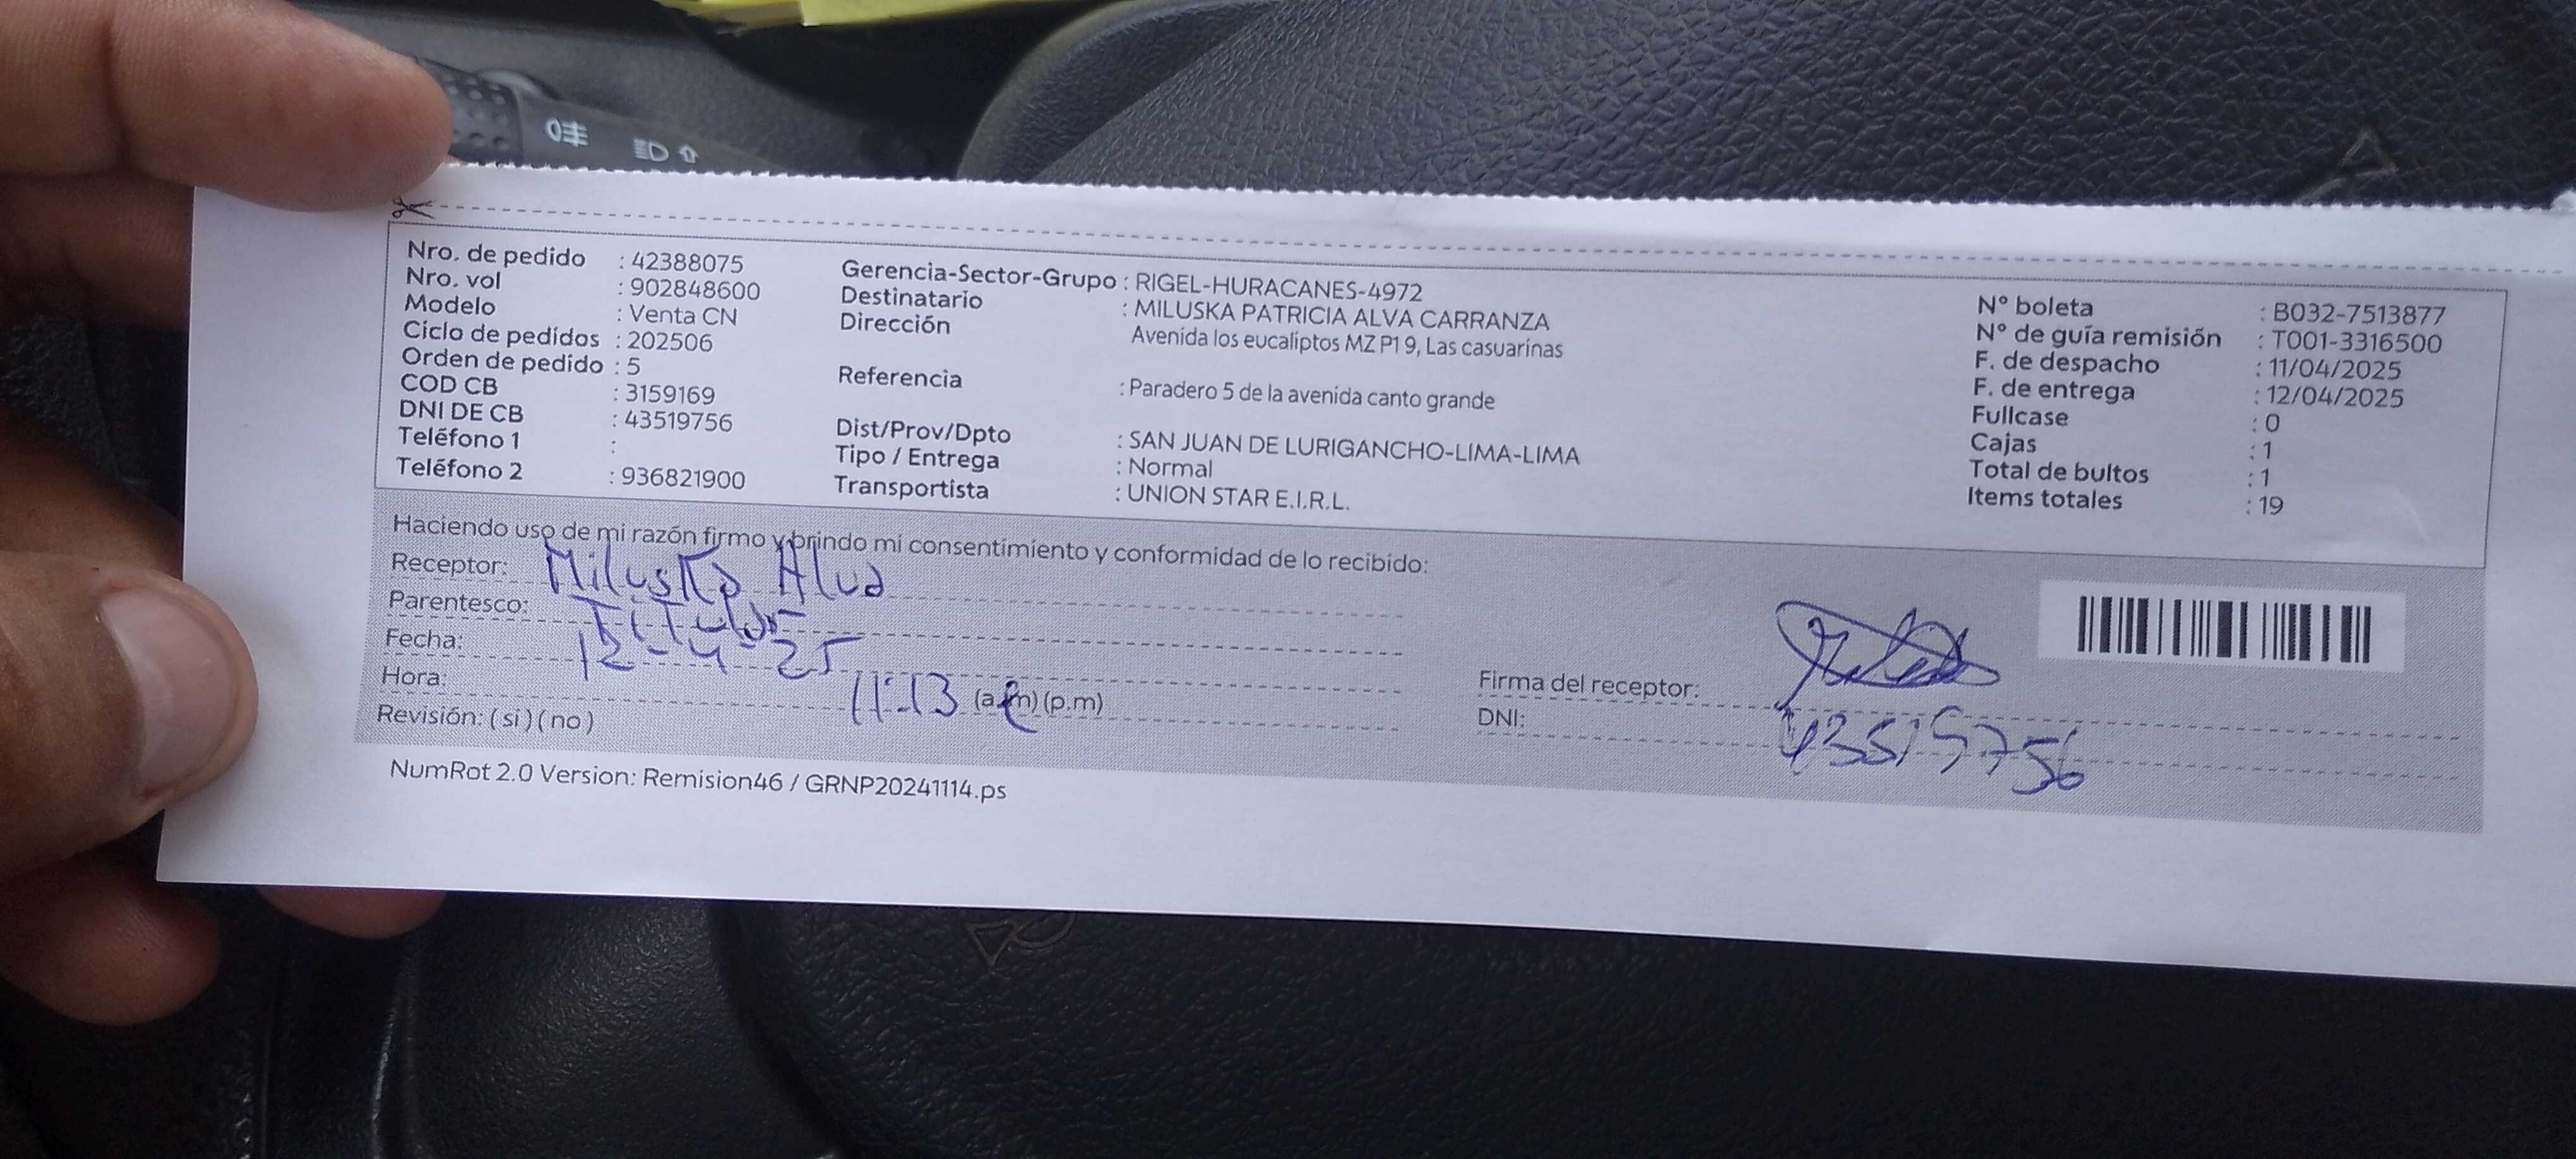 Nro. de pedido : 42388075
Nro. vol : 902848600
Modelo : Venta CN
Ciclo de pedidos : 202506
Orden de pedido : 5
COD CB : 3159169
DNI DE CB : 43519756
Teléfono 1 :
Teléfono 2 : 936821900
Gerencia-Sector-Grupo : RIGEL-HURACANES-4972
Destinatario : MILUSKA PATRICIA ALVA CARRANZA
Dirección Avenida los eucaliptos MZ P1 9, Las casuarinas
Referencia : Paradero 5 de la avenida canto grande
Dist/Prov/Dpto : SAN JUAN DE LURIGANCHO-LIMA-LIMA
Tipo / Entrega : Normal
Transportista : UNION STAR E.I.R.L.
N° boleta : B032-7513877
N° de guía remisión : T001-3316500
F. de despacho : 11/04/2025
F. de entrega : 12/04/2025
Fullcase : 0
Cajas : 1
Total de bultos : 1
Items totales : 19
Haciendo uso de mi razón firmo y brindo mi consentimiento y conformidad de lo recibido:
Receptor: Miluska Alva
Parentesco: Titular
Fecha: 12-4-25
Hora: 11:13 (a.m) (p.m)
Revisión: ( si ) ( no )
Firma del receptor:
DNI: 43519756
NumRot 2.0 Version: Remision46 / GRNP20241114.ps